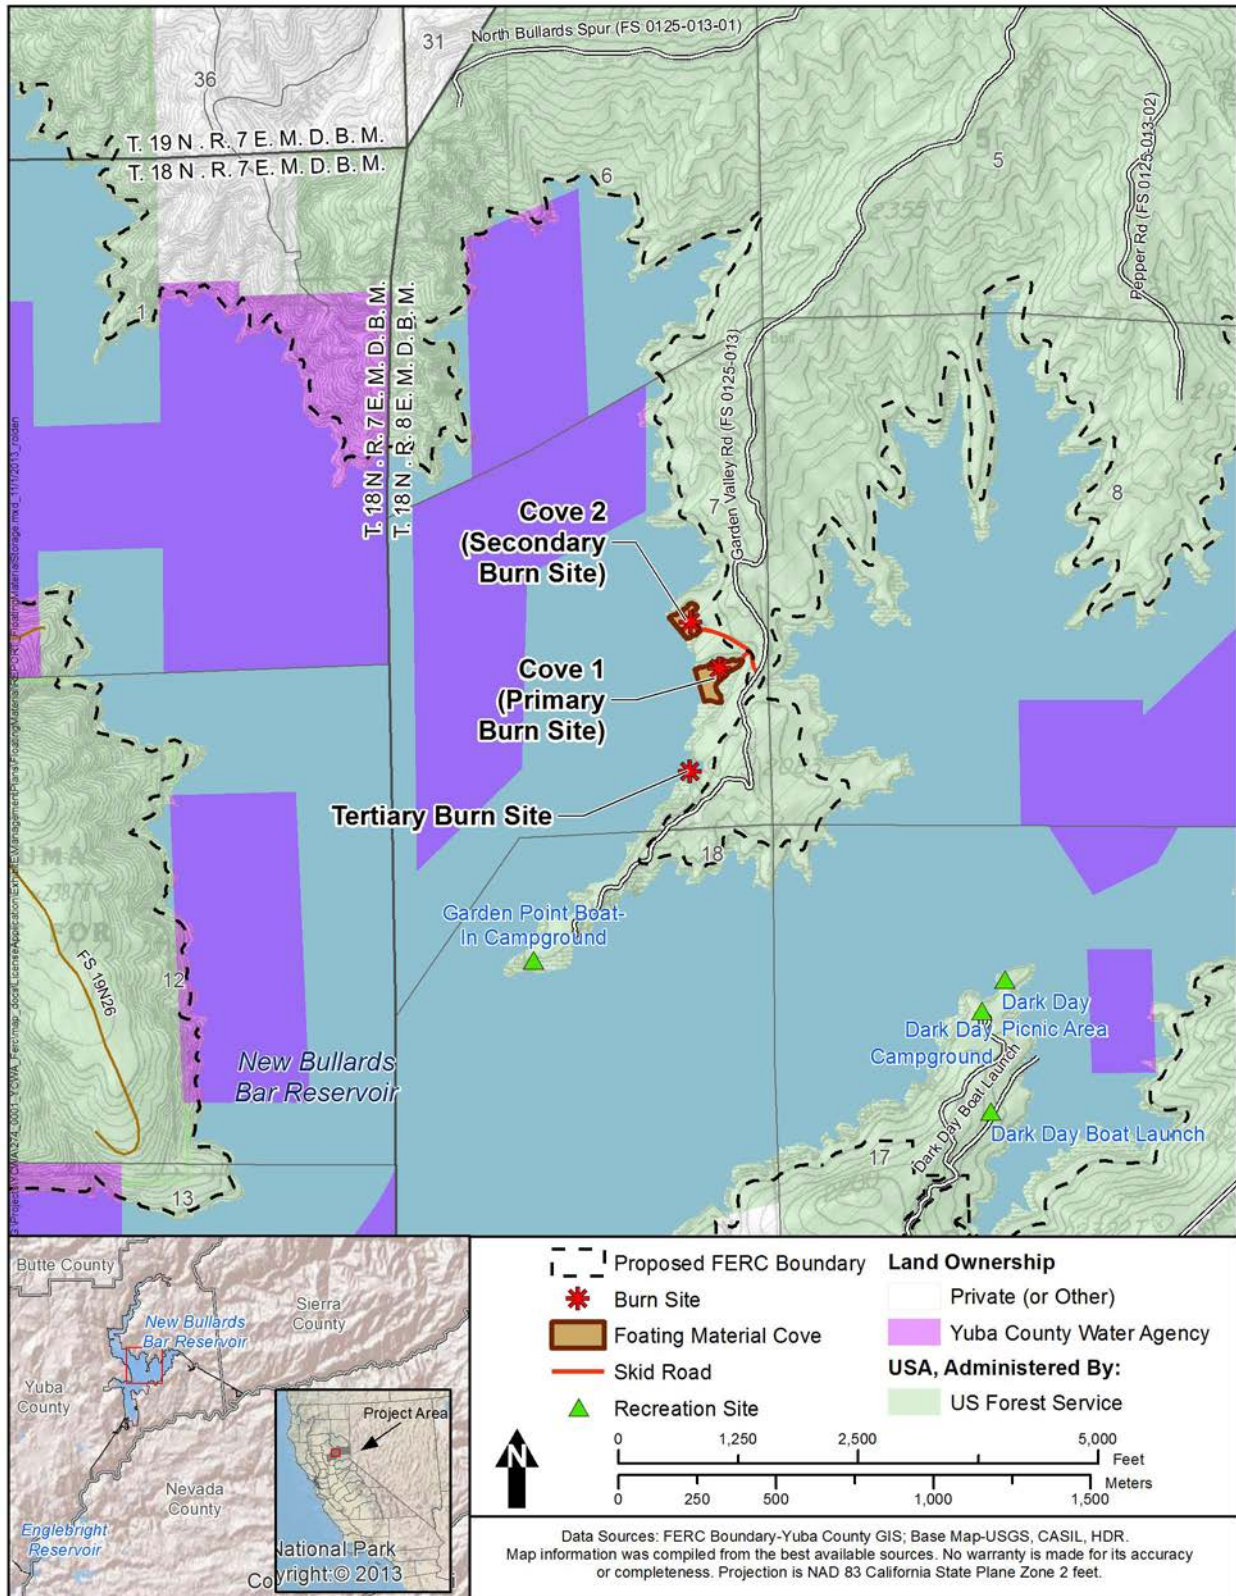 North Bullards Spur (FS 0125-013-01)
31
36
T. 19 N . R. 7 E. M. D. B. M.
T. 18 N . R. 7 E. M. D. B. M.
6
5
Pepper Rd (FS 0125-013-02)
1
T. 18 N . R. 7 E. M. D. B. M.
T. 18 N . R. 8 E. M. D. B. M.
Garden Valley Rd (FS 0125-013)
7
8
Cove 2
(Secondary
Burn Site)
Cove 1
(Primary
Burn Site)
Tertiary Burn Site
18
Garden Point Boat-
In Campground
FOR
12
FS 19N26
Dark Day
Picnic Area
Dark Day
Campground
New Bullards
Bar Reservoir
Dark Day Boat Launch
Dark Day Boat Launch
17
13
Butte County
Sierra
County
New Bullards
Bar Reservoir
Yuba
County
Nevada
County
Englebright
Reservoir
Project Area
National Park
Copyright:© 2013
Proposed FERC Boundary
Burn Site
Foating Material Cove
Skid Road
Recreation Site
Land Ownership
Private (or Other)
Yuba County Water Agency
USA, Administered By:
US Forest Service
N
0 1,250 2,500 5,000
Feet
Meters
0 250 500 1,000 1,500
Data Sources: FERC Boundary-Yuba County GIS; Base Map-USGS, CASIL, HDR.
Map information was compiled from the best available sources. No warranty is made for its accuracy
or completeness. Projection is NAD 83 California State Plane Zone 2 feet.